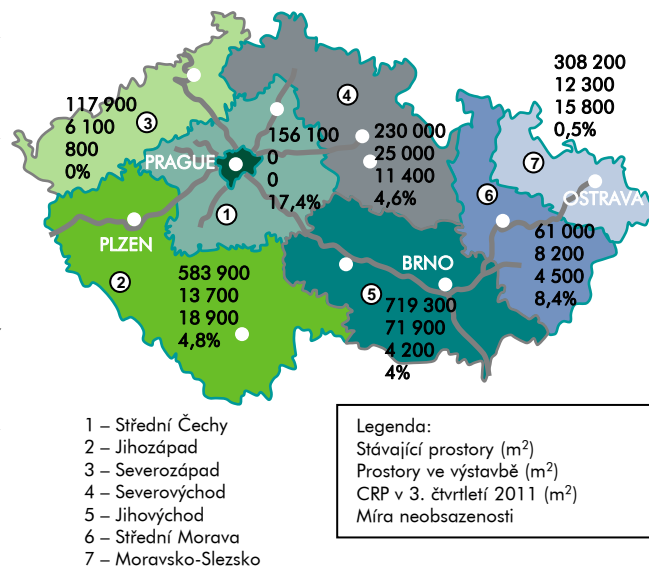 308 200
12 300
15 800
0,5%
7
OSTRAVA
117 900
6 100
800
0%
3
PRAGUE
156 100
0
0
17,4%
1
4
230 000
25 000
11 400
4,6%
6
61 000
8 200
4 500
8,4%
PLZEN
2
583 900
13 700
18 900
4,8%
BRNO
5
719 300
71 900
4 200
4%
1 – Střední Čechy
2 – Jihozápad
3 – Severozápad
4 – Severovýchod
5 – Jihovýchod
6 – Střední Morava
7 – Moravsko-Slezsko
Legenda:
Stávající prostory (m²)
Prostory ve výstavbě (m²)
CRP v 3. čtvrtletí 2011 (m²)
Míra neobsazenosti